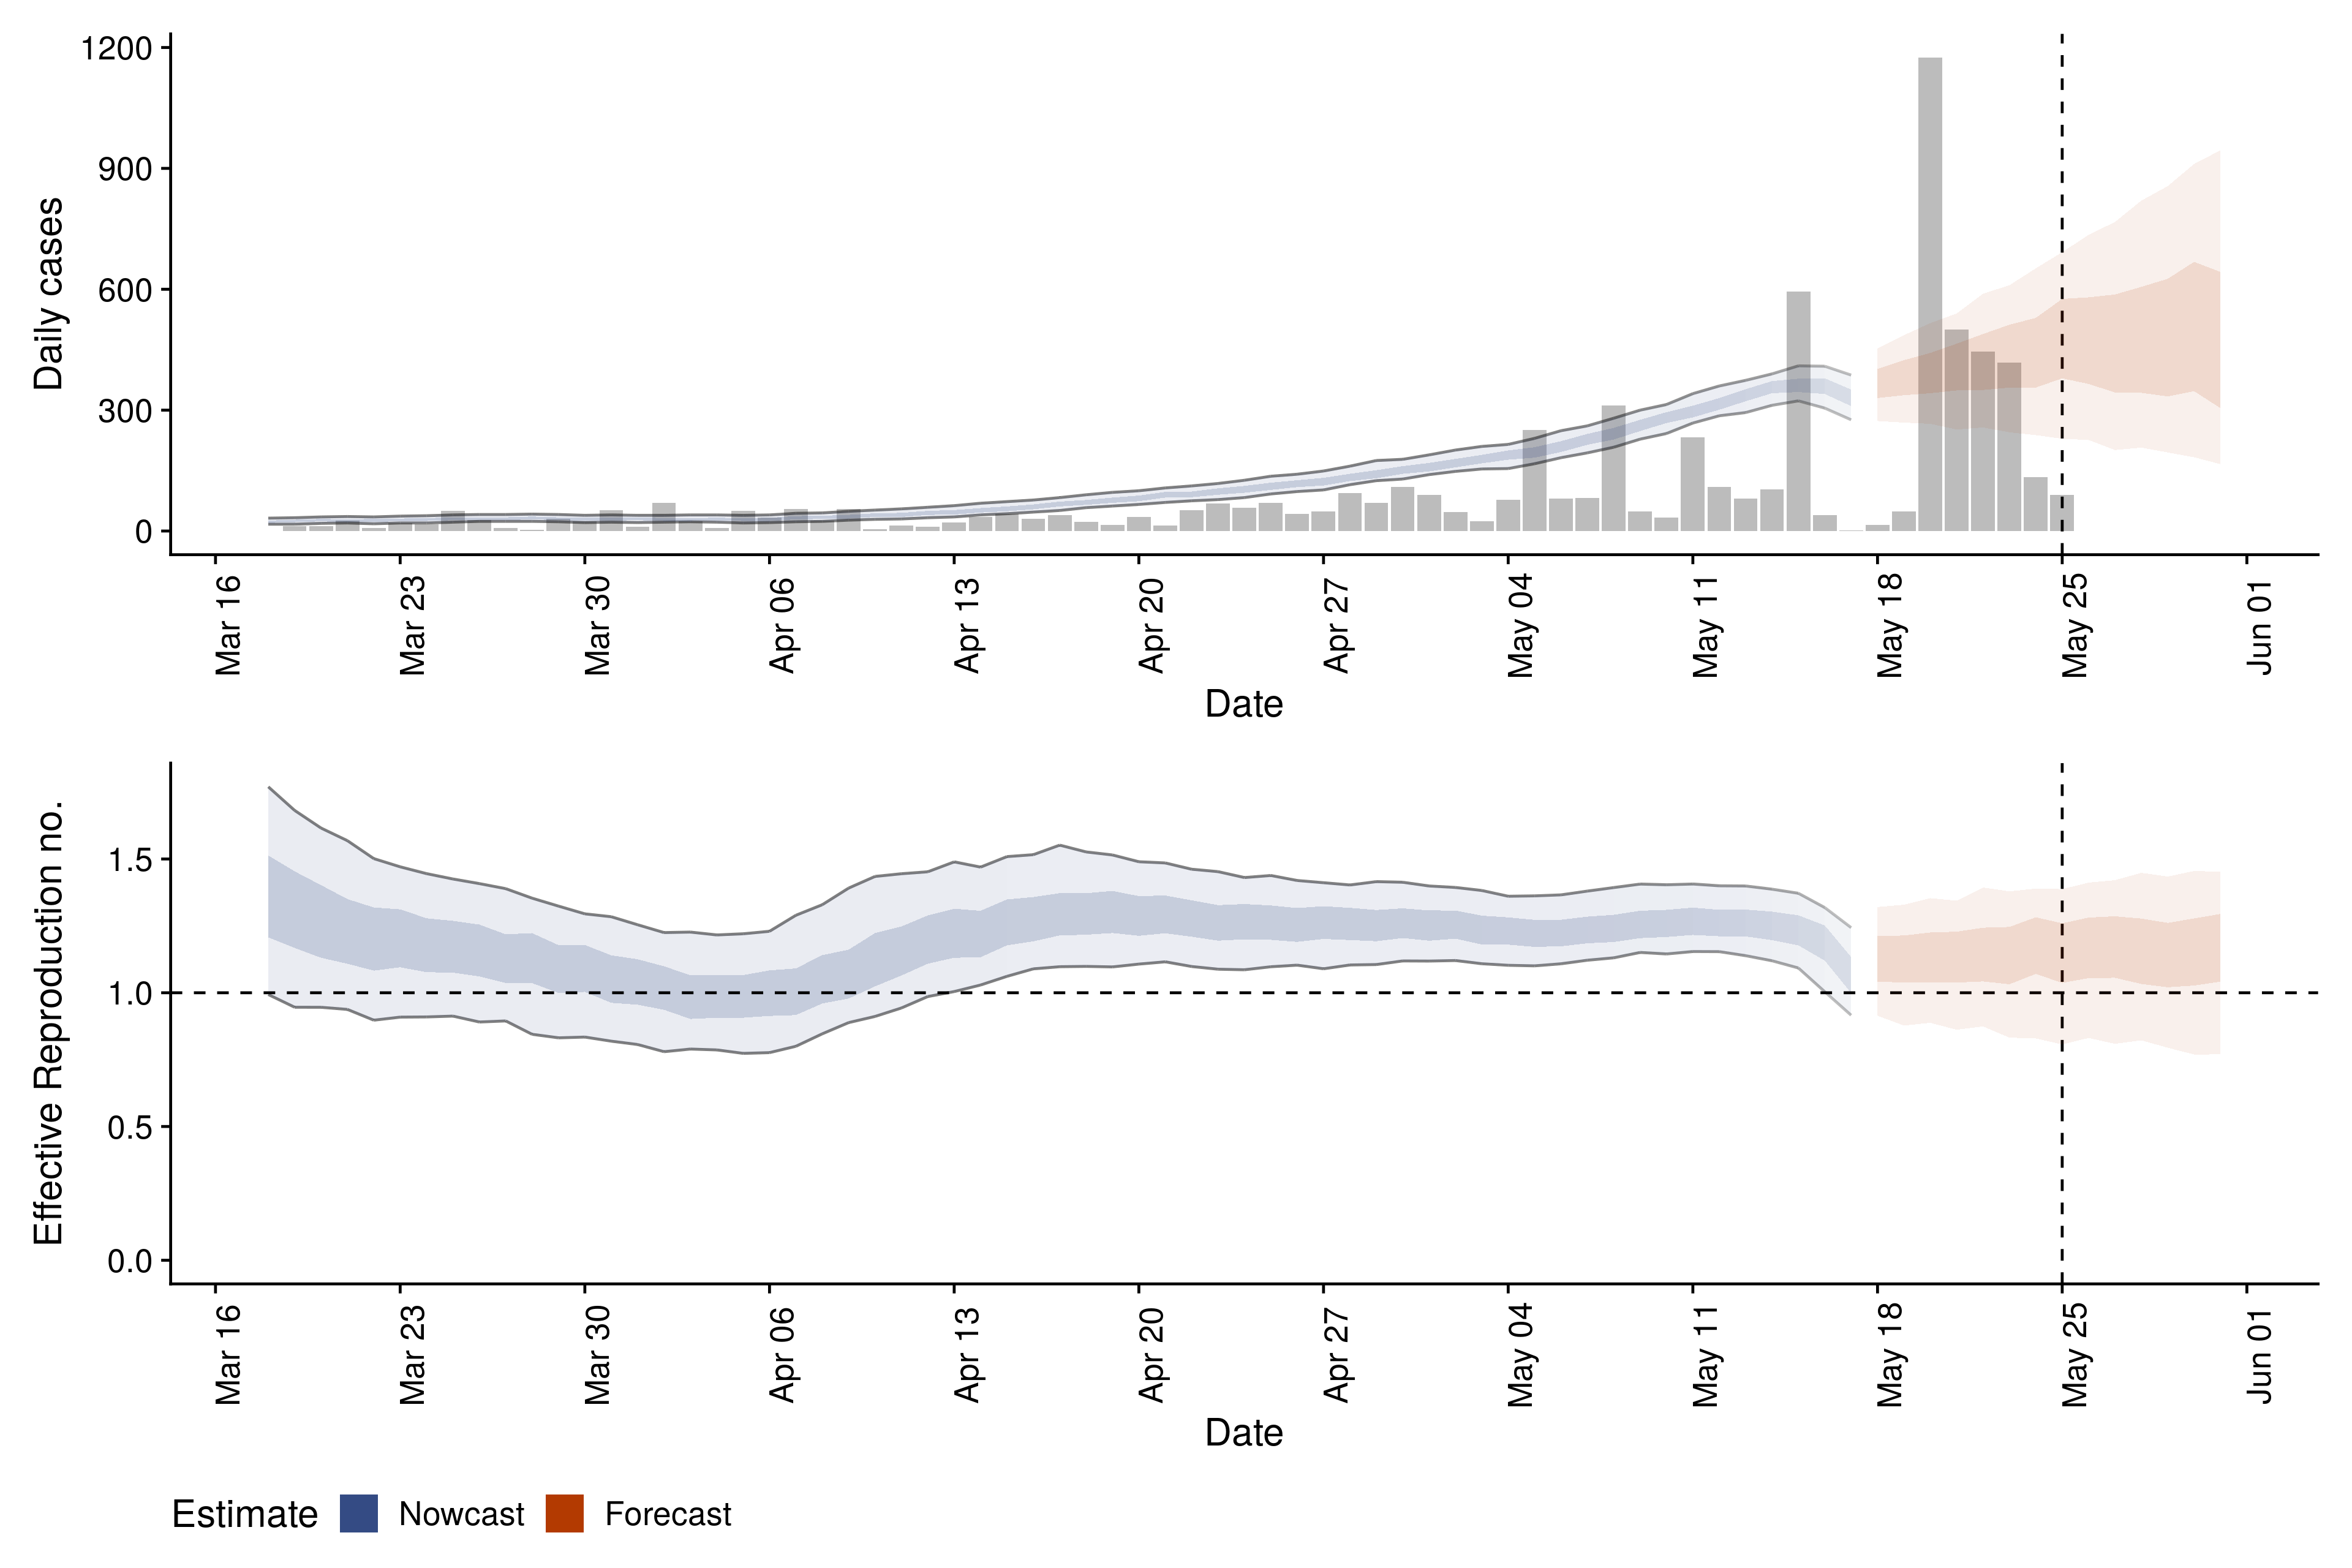 1200
900
600
300
0
Daily cases
Mar 16 Mar 23 Mar 30 Apr 06 Apr 13 Apr 20 Apr 27 May 04 May 11 May 18 May 25 Jun 01
Date
1.5
1.0
0.5
0.0
Effective Reproduction no.
Mar 16 Mar 23 Mar 30 Apr 06 Apr 13 Apr 20 Apr 27 May 04 May 11 May 18 May 25 Jun 01
Date
Estimate Nowcast Forecast